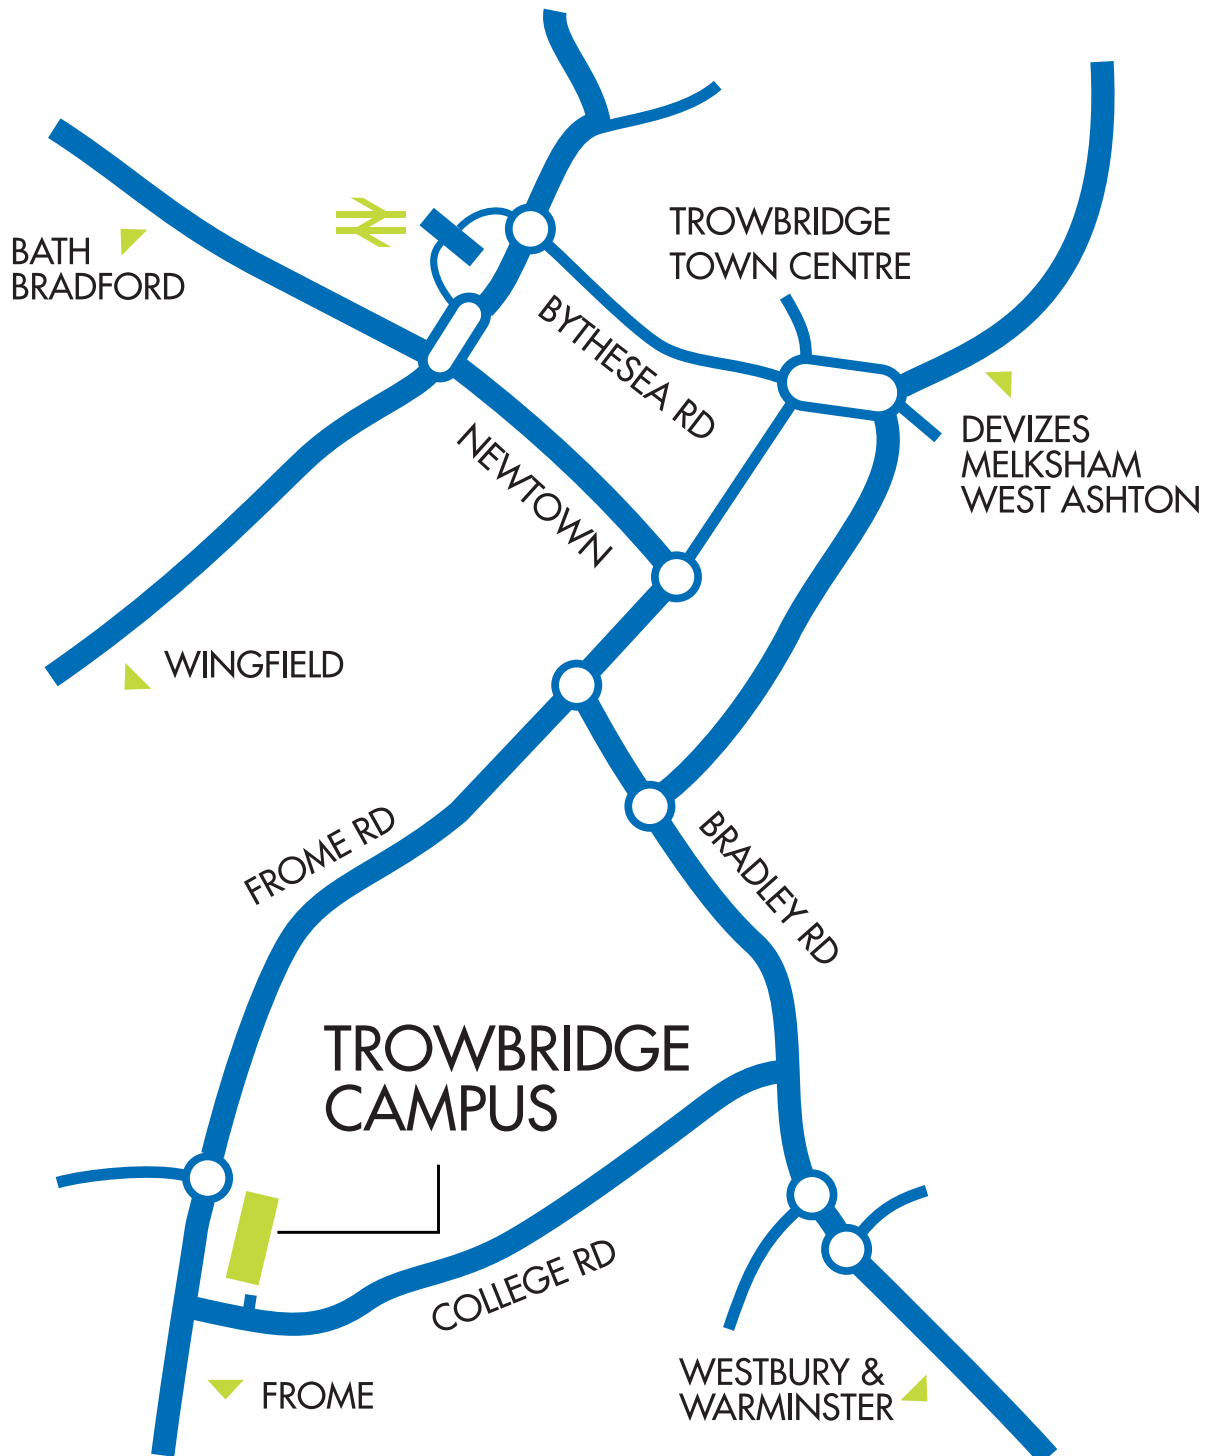 TROWBRIDGE
TOWN CENTRE
BATH
BRADFORD
BYTHESEA RD
DEVIZES
MELKSHAM
WEST ASHTON
NEWTOWN
WINGFIELD
FROME RD
BRADLEY RD
TROWBRIDGE
CAMPUS
COLLEGE RD
WESTBURY &
WARMINSTER
FROME